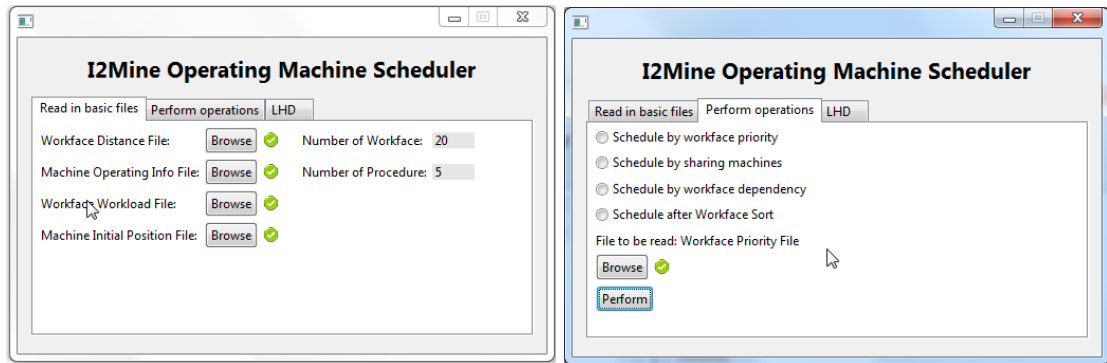 I2Mine Operating Machine Scheduler
Read in basic files Perform operations LHD
Workface Distance File: Browse Number of Workface: 20
Machine Operating Info File: Browse Number of Procedure: 5
Workface Workload File: Browse
Machine Initial Position File: Browse
I2Mine Operating Machine Scheduler
Read in basic files Perform operations LHD
Schedule by workface priority
Schedule by sharing machines
Schedule by workface dependency
Schedule after Workface Sort
File to be read: Workface Priority File
Browse
Perform